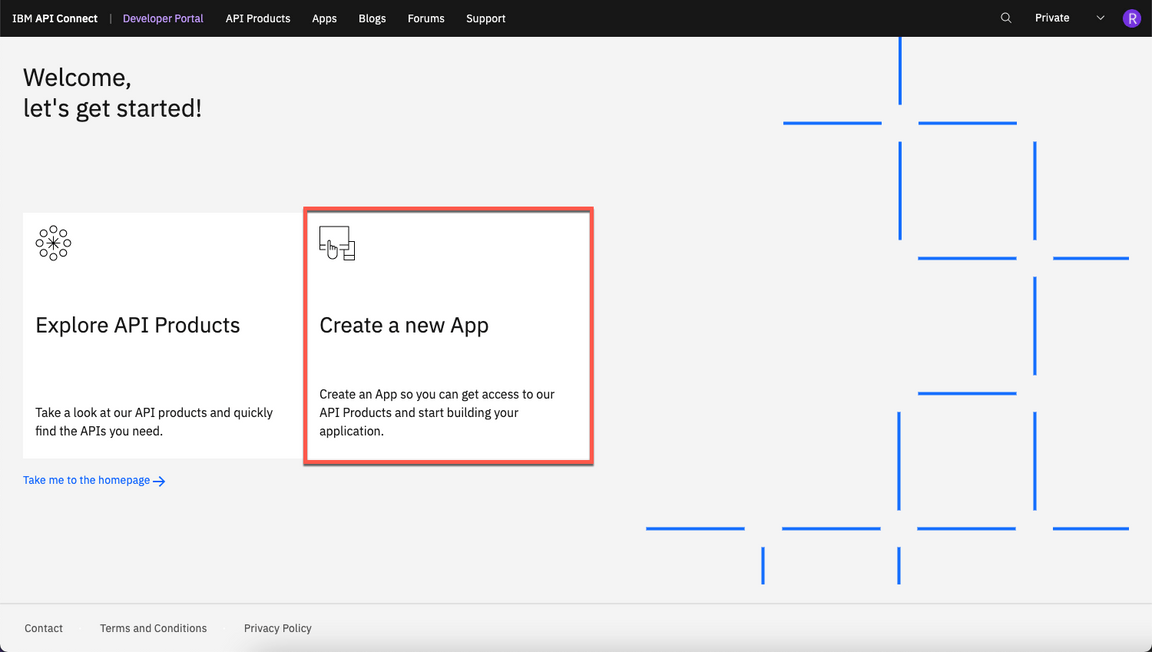 IBM API Connect | Developer Portal API Products Apps Blogs Forums Support Private R
Welcome,
let's get started!
Explore API Products
Take a look at our API products and quickly
find the APIs you need.
Create a new App
Create an App so you can get access to our
API Products and start building your
application.
Take me to the homepage
Contact Terms and Conditions Privacy Policy